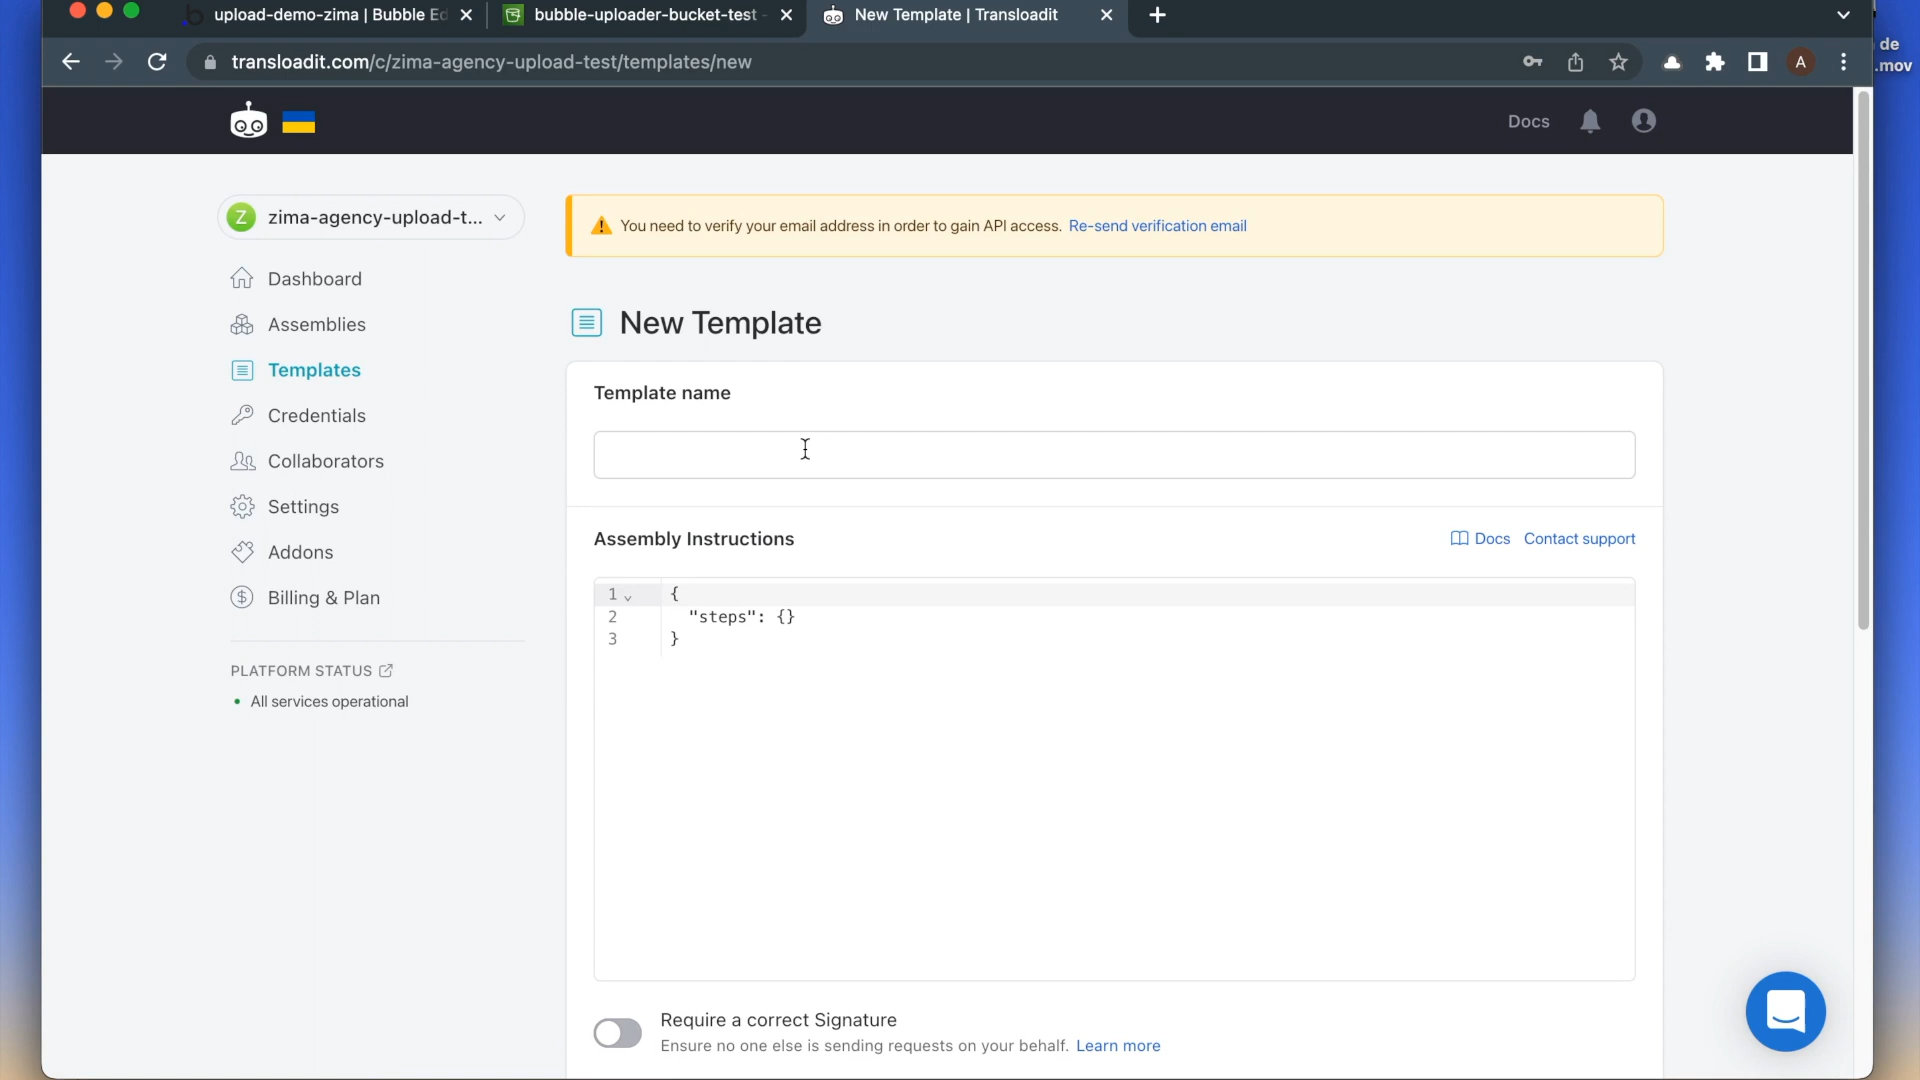 upload-demo-zima | Bubble Ed
bubble-uploader-bucket-test -
New Template | Transloadit
de
.mov
transloadit.com/c/zima-agency-upload-test/templates/new
A
Docs
Z
zima-agency-upload-t...
You need to verify your email address in order to gain API access. Re-send verification email
Dashboard
Assemblies
Templates
Credentials
Collaborators
Settings
Addons
Billing & Plan
PLATFORM STATUS
All services operational
New Template
Template name
Assembly Instructions
Docs Contact support
1 {
2 "steps": {}
3 }
Require a correct Signature
Ensure no one else is sending requests on your behalf. Learn more